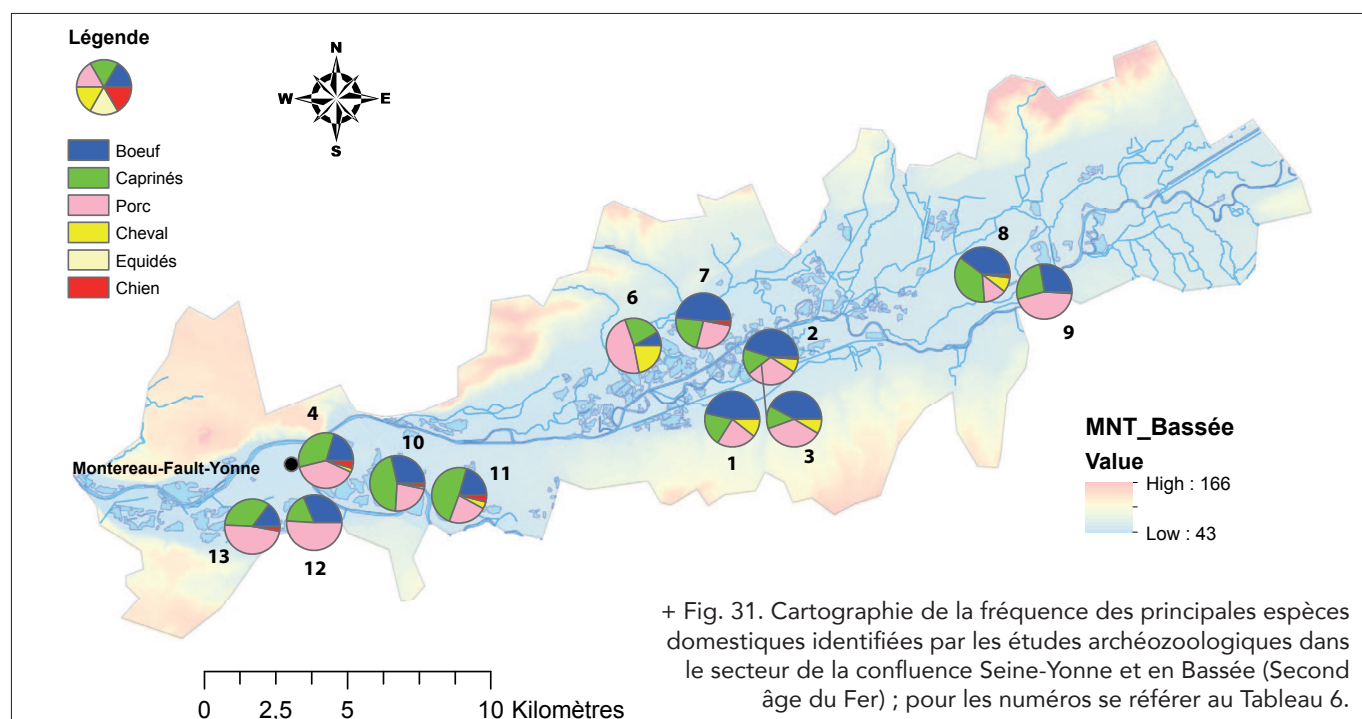 Légende
N
W
E
S
Boeuf
Caprinés
Porc
Cheval
Equidés
Chien
8
7
9
6
2
4
10
11
1
3
Montereau-Fault-Yonne
13
12
MNT_Bassée
Value
High : 166
Low : 43
+ Fig. 31. Cartographie de la fréquence des principales espèces
domestiques identifiées par les études archéozoologiques dans
le secteur de la confluence Seine-Yonne et en Bassée (Second
âge du Fer) ; pour les numéros se référer au Tableau 6.
0 2,5 5 10 Kilomètres